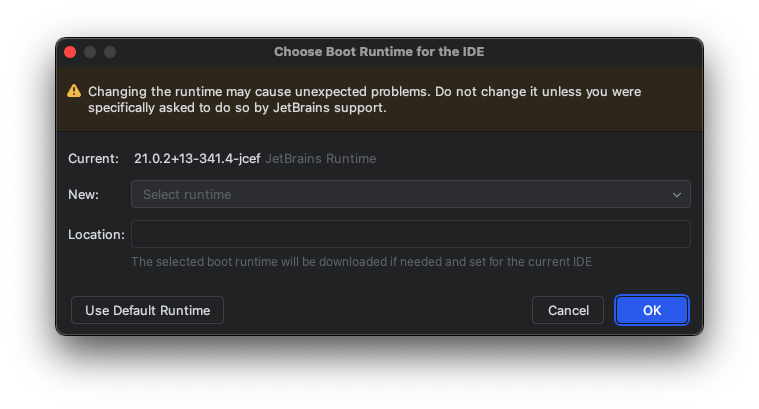 Choose Boot Runtime for the IDE
Changing the runtime may cause unexpected problems. Do not change it unless you were
specifically asked to do so by JetBrains support.
Current: 21.0.2+13-341.4-jcef JetBrains Runtime
New: Select runtime
Location:
The selected boot runtime will be downloaded if needed and set for the current IDE
Use Default Runtime Cancel OK